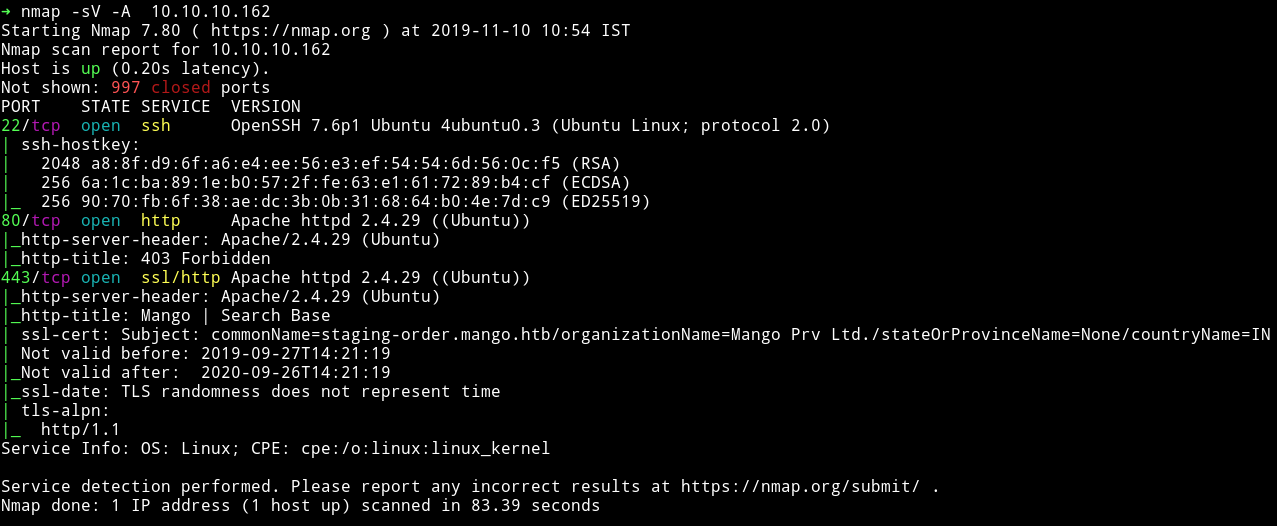 ➜ nmap -sV -A  10.10.10.162
Starting Nmap 7.80 ( https://nmap.org ) at 2019-11-10 10:54 IST
Nmap scan report for 10.10.10.162
Host is up (0.20s latency).
Not shown: 997 closed ports
PORT    STATE SERVICE  VERSION
22/tcp  open  ssh      OpenSSH 7.6p1 Ubuntu 4ubuntu0.3 (Ubuntu Linux; protocol 2.0)
| ssh-hostkey:
|   2048 a8:8f:d9:6f:a6:e4:ee:56:e3:ef:54:54:6d:56:0c:f5 (RSA)
|   256 6a:1c:ba:89:1e:b0:57:2f:fe:63:e1:61:72:89:b4:cf (ECDSA)
|_  256 90:70:fb:6f:38:ae:dc:3b:0b:31:68:64:b0:4e:7d:c9 (ED25519)
80/tcp  open  http     Apache httpd 2.4.29 ((Ubuntu))
|_http-server-header: Apache/2.4.29 (Ubuntu)
|_http-title: 403 Forbidden
443/tcp open  ssl/http Apache httpd 2.4.29 ((Ubuntu))
|_http-server-header: Apache/2.4.29 (Ubuntu)
|_http-title: Mango | Search Base
| ssl-cert: Subject: commonName=staging-order.mango.htb/organizationName=Mango Prv Ltd./stateOrProvinceName=None/countryName=IN
| Not valid before: 2019-09-27T14:21:19
|_Not valid after:  2020-09-26T14:21:19
|_ssl-date: TLS randomness does not represent time
| tls-alpn:
|_  http/1.1
Service Info: OS: Linux; CPE: cpe:/o:linux:linux_kernel
Service detection performed. Please report any incorrect results at https://nmap.org/submit/ .
Nmap done: 1 IP address (1 host up) scanned in 83.39 seconds